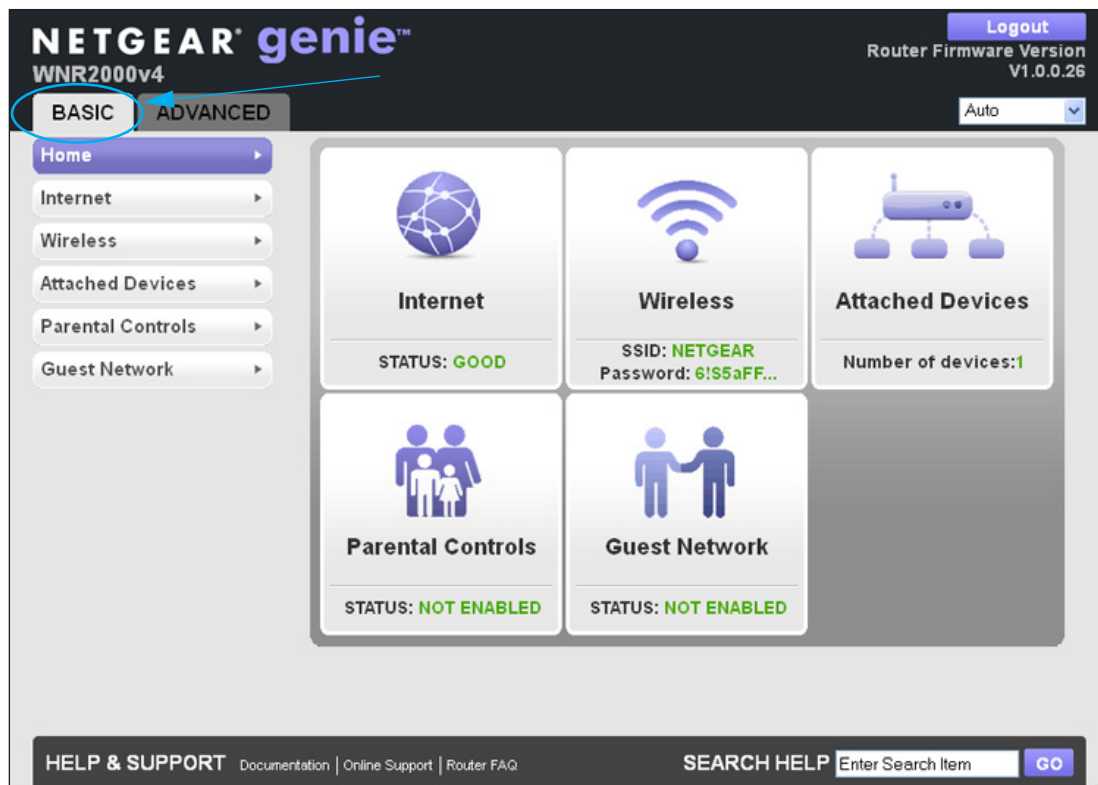 NETGEAR® genie™
WNR2000v4
Logout
Router Firmware Version
V1.0.0.26
BASIC
ADVANCED
Auto
Home
Internet
Wireless
Attached Devices
Parental Controls
Guest Network
Internet
STATUS: GOOD
Wireless
SSID: NETGEAR
Password: 6!S5aFF...
Attached Devices
Number of devices:1
Parental Controls
STATUS: NOT ENABLED
Guest Network
STATUS: NOT ENABLED
HELP & SUPPORT Documentation | Online Support | Router FAQ
SEARCH HELP Enter Search Item GO